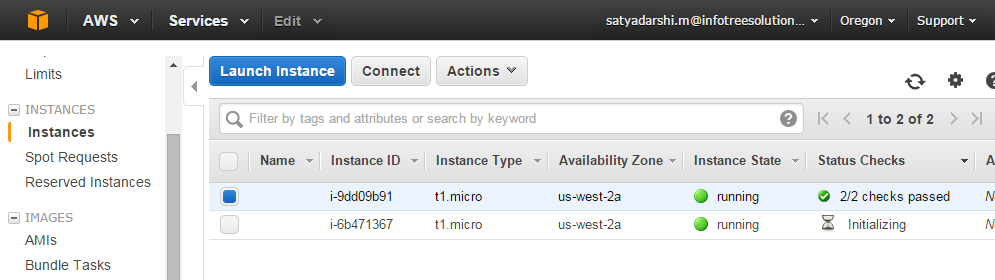 AWS Services Edit satyadarshi.m@infotreesolution... Oregon Support
Limits
INSTANCES
Instances
Spot Requests
Reserved Instances
IMAGES
AMIs
Bundle Tasks
Launch Instance Connect Actions
Filter by tags and attributes or search by keyword 1 to 2 of 2
Name Instance ID Instance Type Availability Zone Instance State Status Checks A
i-9dd09b91 t1.micro us-west-2a running 2/2 checks passed
i-6b471367 t1.micro us-west-2a running Initializing